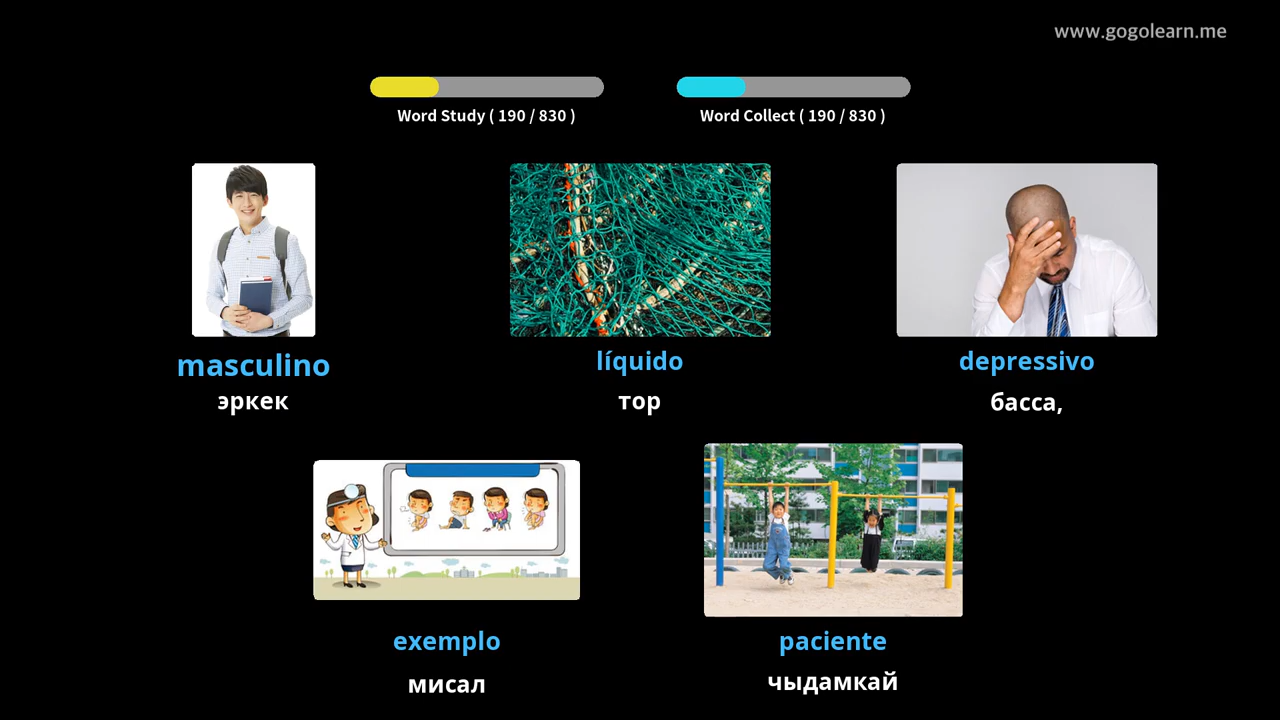 www.gogolearn.me
Word Study ( 190 / 830 )
Word Collect ( 190 / 830 )
masculino
эркек
líquido
тор
depressivo
басса,
exemplo
мисал
paciente
чыдамкай